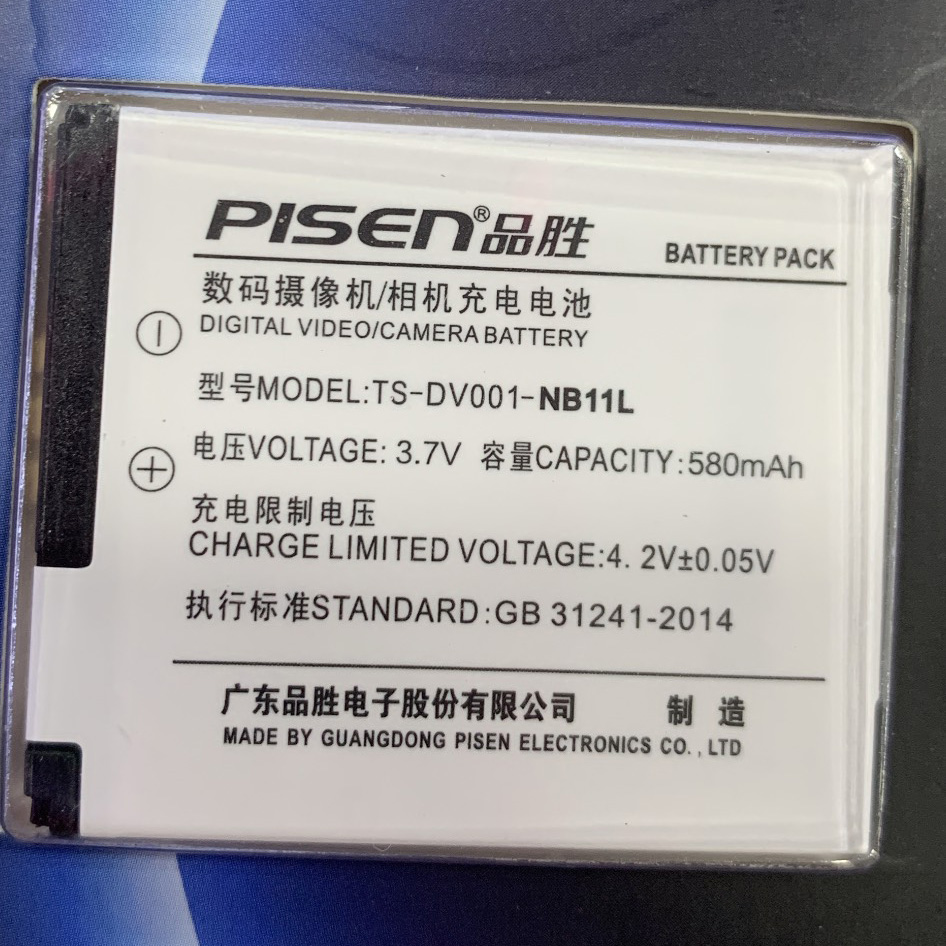 PISEN®品胜 BATTERY PACK
数码摄像机/相机充电电池
DIGITAL VIDEO/CAMERA BATTERY
型号MODEL:TS-DV001-NB11L
电压VOLTAGE: 3.7V 容量CAPACITY:580mAh
充电限制电压
CHARGE LIMITED VOLTAGE:4. 2V±0.05V
执行标准STANDARD:GB 31241-2014
广东品胜电子股份有限公司 制 造
MADE BY GUANGDONG PISEN ELECTRONICS CO. , LTD